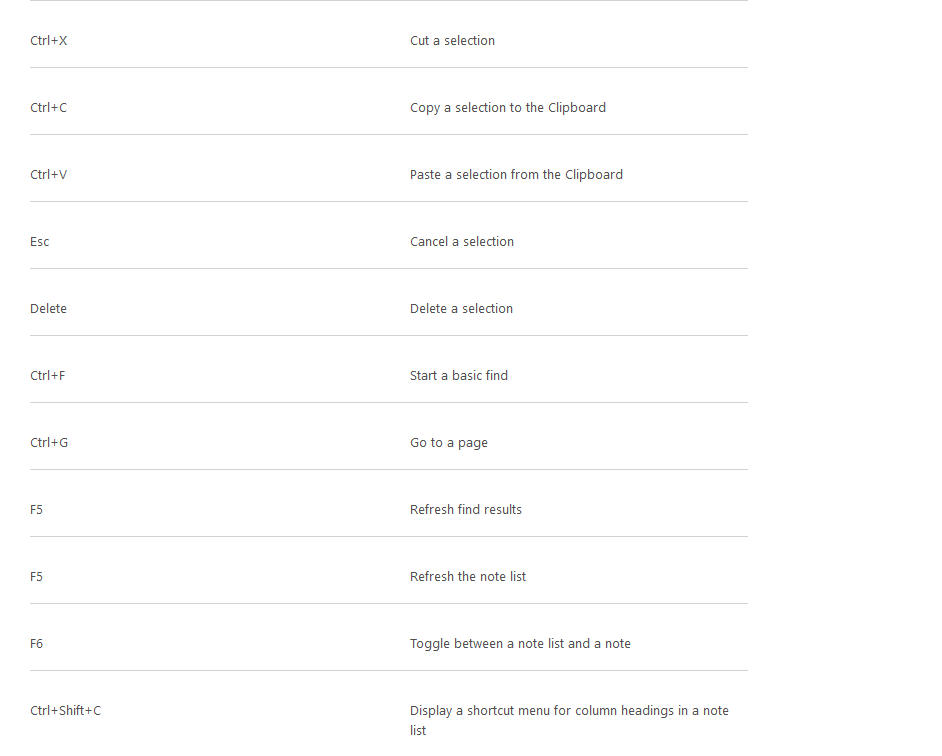 Ctrl+X Cut a selection
Ctrl+C Copy a selection to the Clipboard
Ctrl+V Paste a selection from the Clipboard
Esc Cancel a selection
Delete Delete a selection
Ctrl+F Start a basic find
Ctrl+G Go to a page
F5 Refresh find results
F5 Refresh the note list
F6 Toggle between a note list and a note
Ctrl+Shift+C Display a shortcut menu for column headings in a note
list